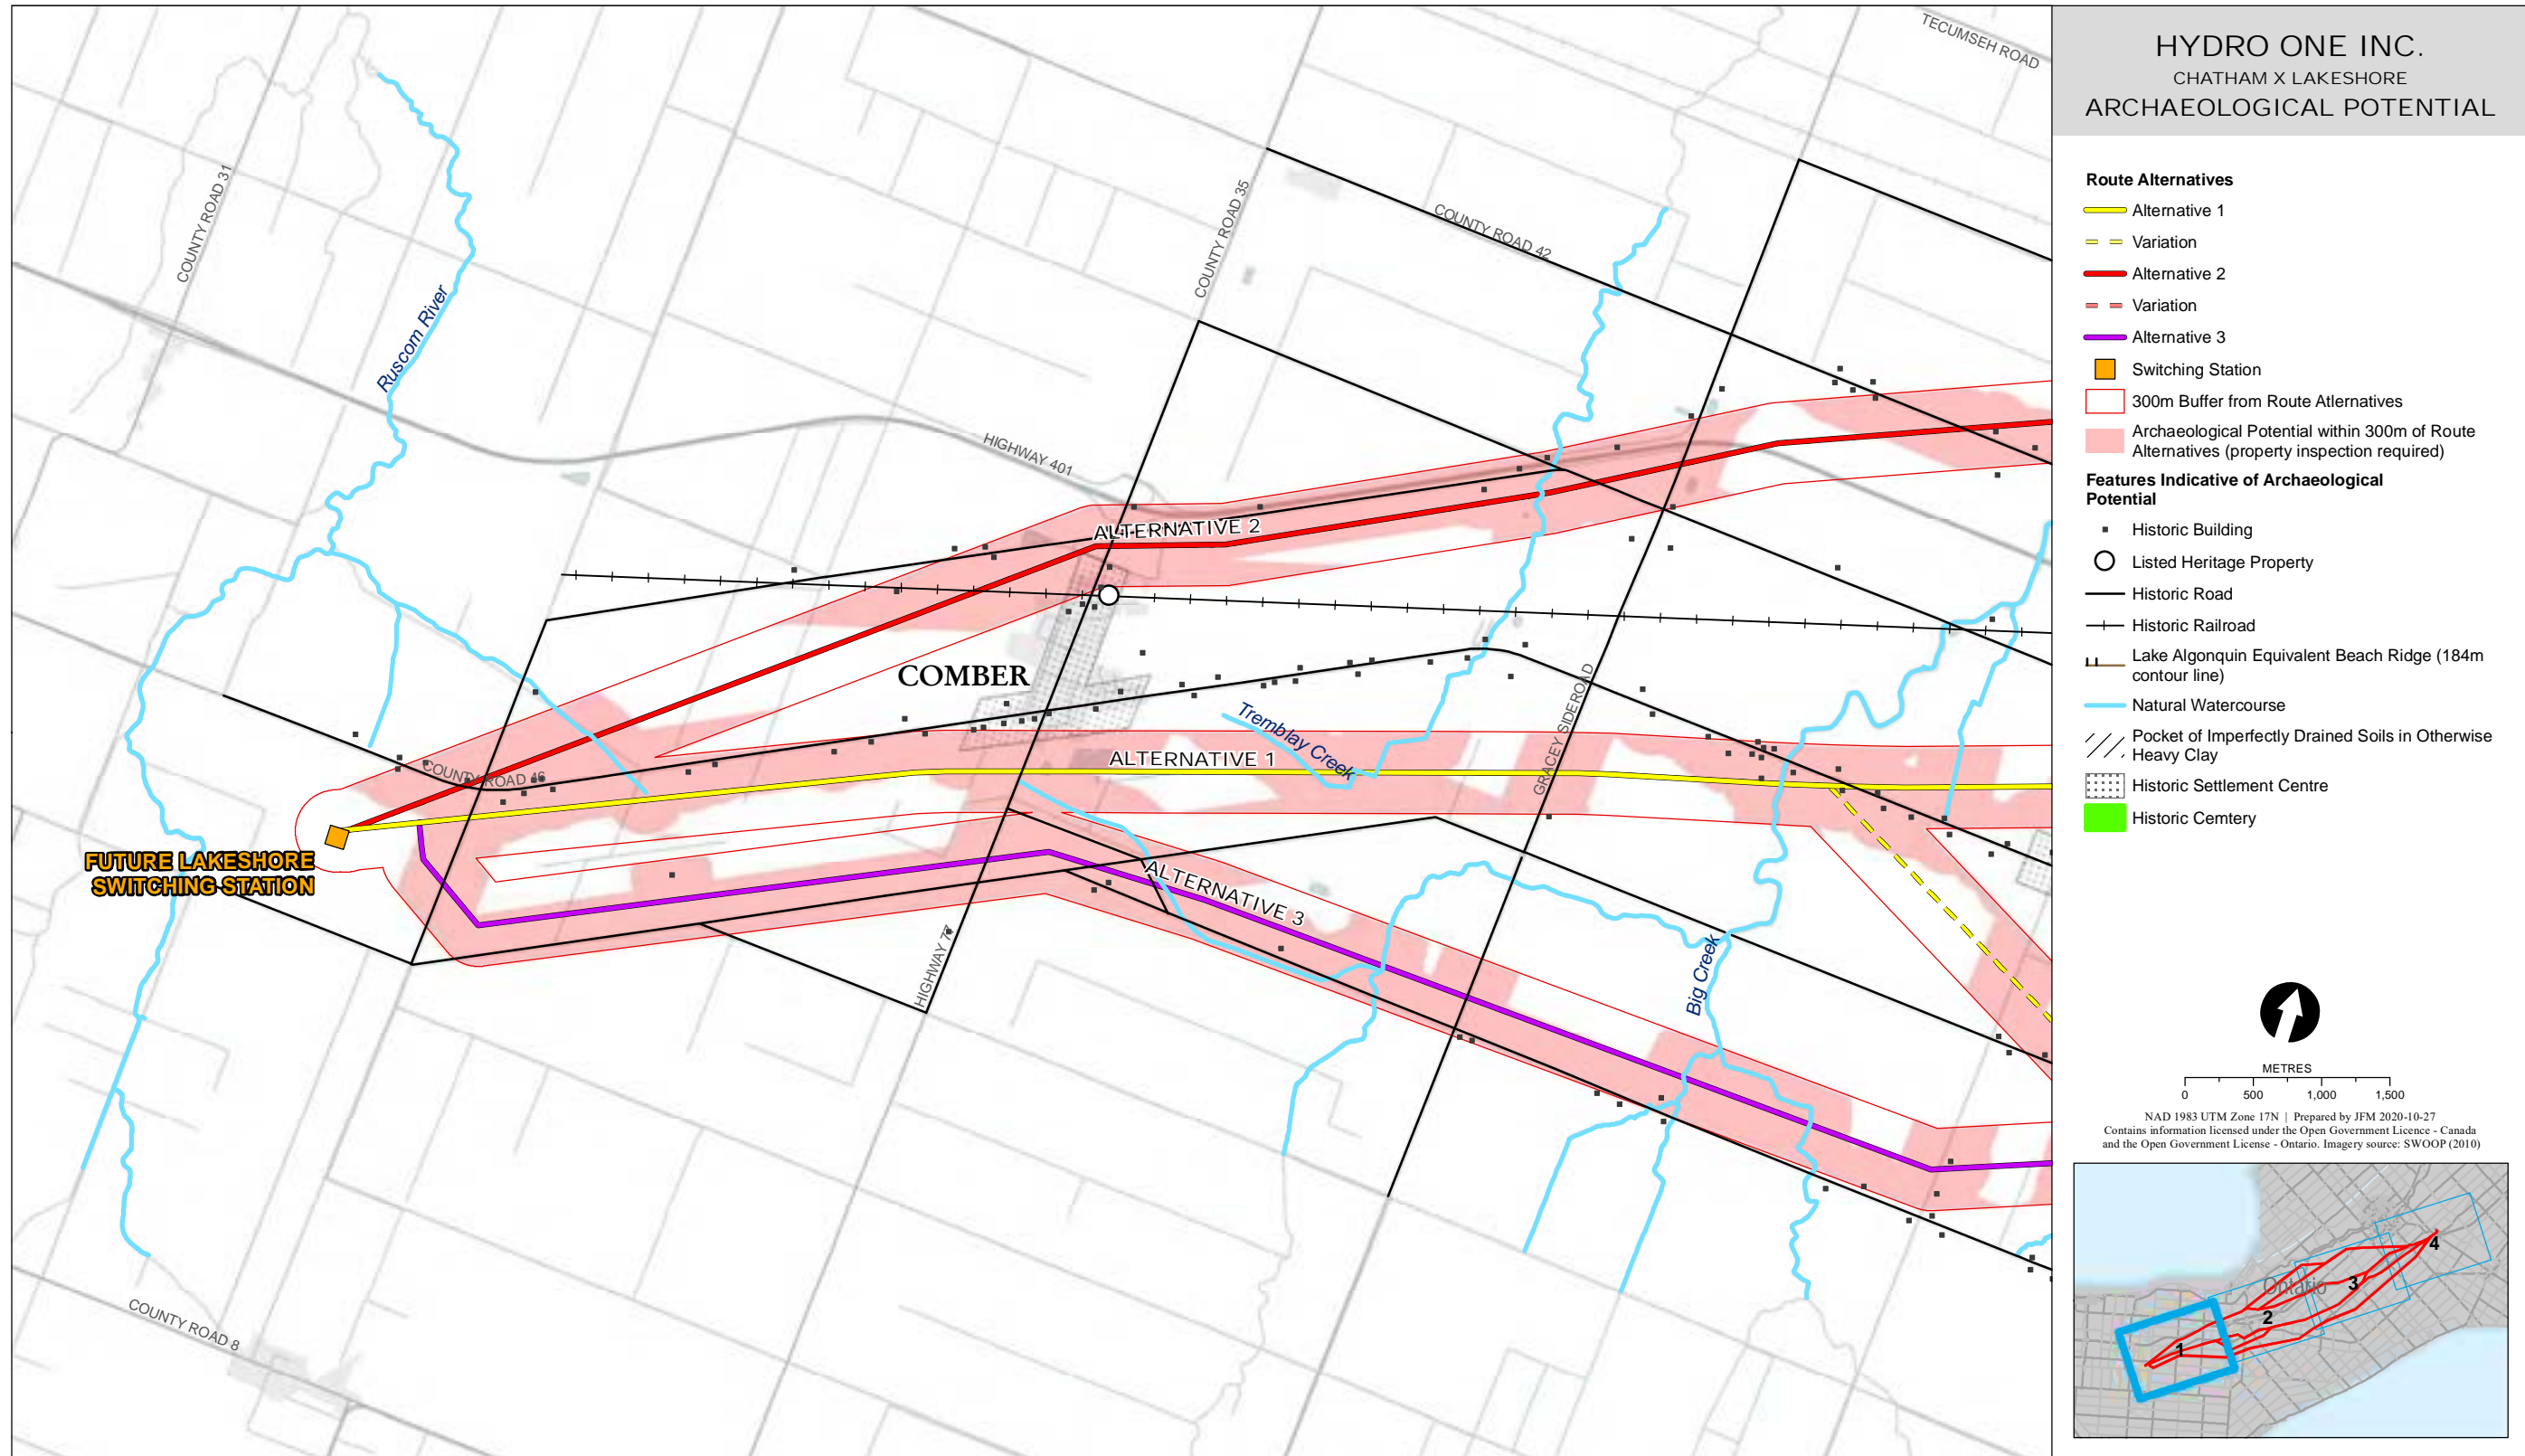 TECUMSEH ROAD
COUNTY ROAD 31
COUNTY ROAD 35
COUNTY ROAD 42
Ruscom River
HIGHWAY 401
ALTERNATIVE 2
COMBER
Tremblay Creek
GRACEY SIDEROAD
COUNTY ROAD 46
ALTERNATIVE 1
FUTURE LAKESHORE
SWITCHING STATION
ALTERNATIVE 3
HIGHWAY 77
Big Creek
COUNTY ROAD 8
HYDRO ONE INC.
CHATHAM X LAKESHORE
ARCHAEOLOGICAL POTENTIAL
Route Alternatives
Alternative 1
Variation
Alternative 2
Variation
Alternative 3
Switching Station
300m Buffer from Route Atlernatives
Archaeological Potential within 300m of Route
Alternatives (property inspection required)
Features Indicative of Archaeological
Potential
Historic Building
Listed Heritage Property
Historic Road
Historic Railroad
Lake Algonquin Equivalent Beach Ridge (184m
contour line)
Natural Watercourse
Pocket of Imperfectly Drained Soils in Otherwise
Heavy Clay
Historic Settlement Centre
Historic Cemtery
METRES
0 500 1,000 1,500
NAD 1983 UTM Zone 17N | Prepared by JFM 2020-10-27
Contains information licensed under the Open Government Licence - Canada
and the Open Government License - Ontario. Imagery source: SWOOP (2010)
4
Ontario
3
2
1